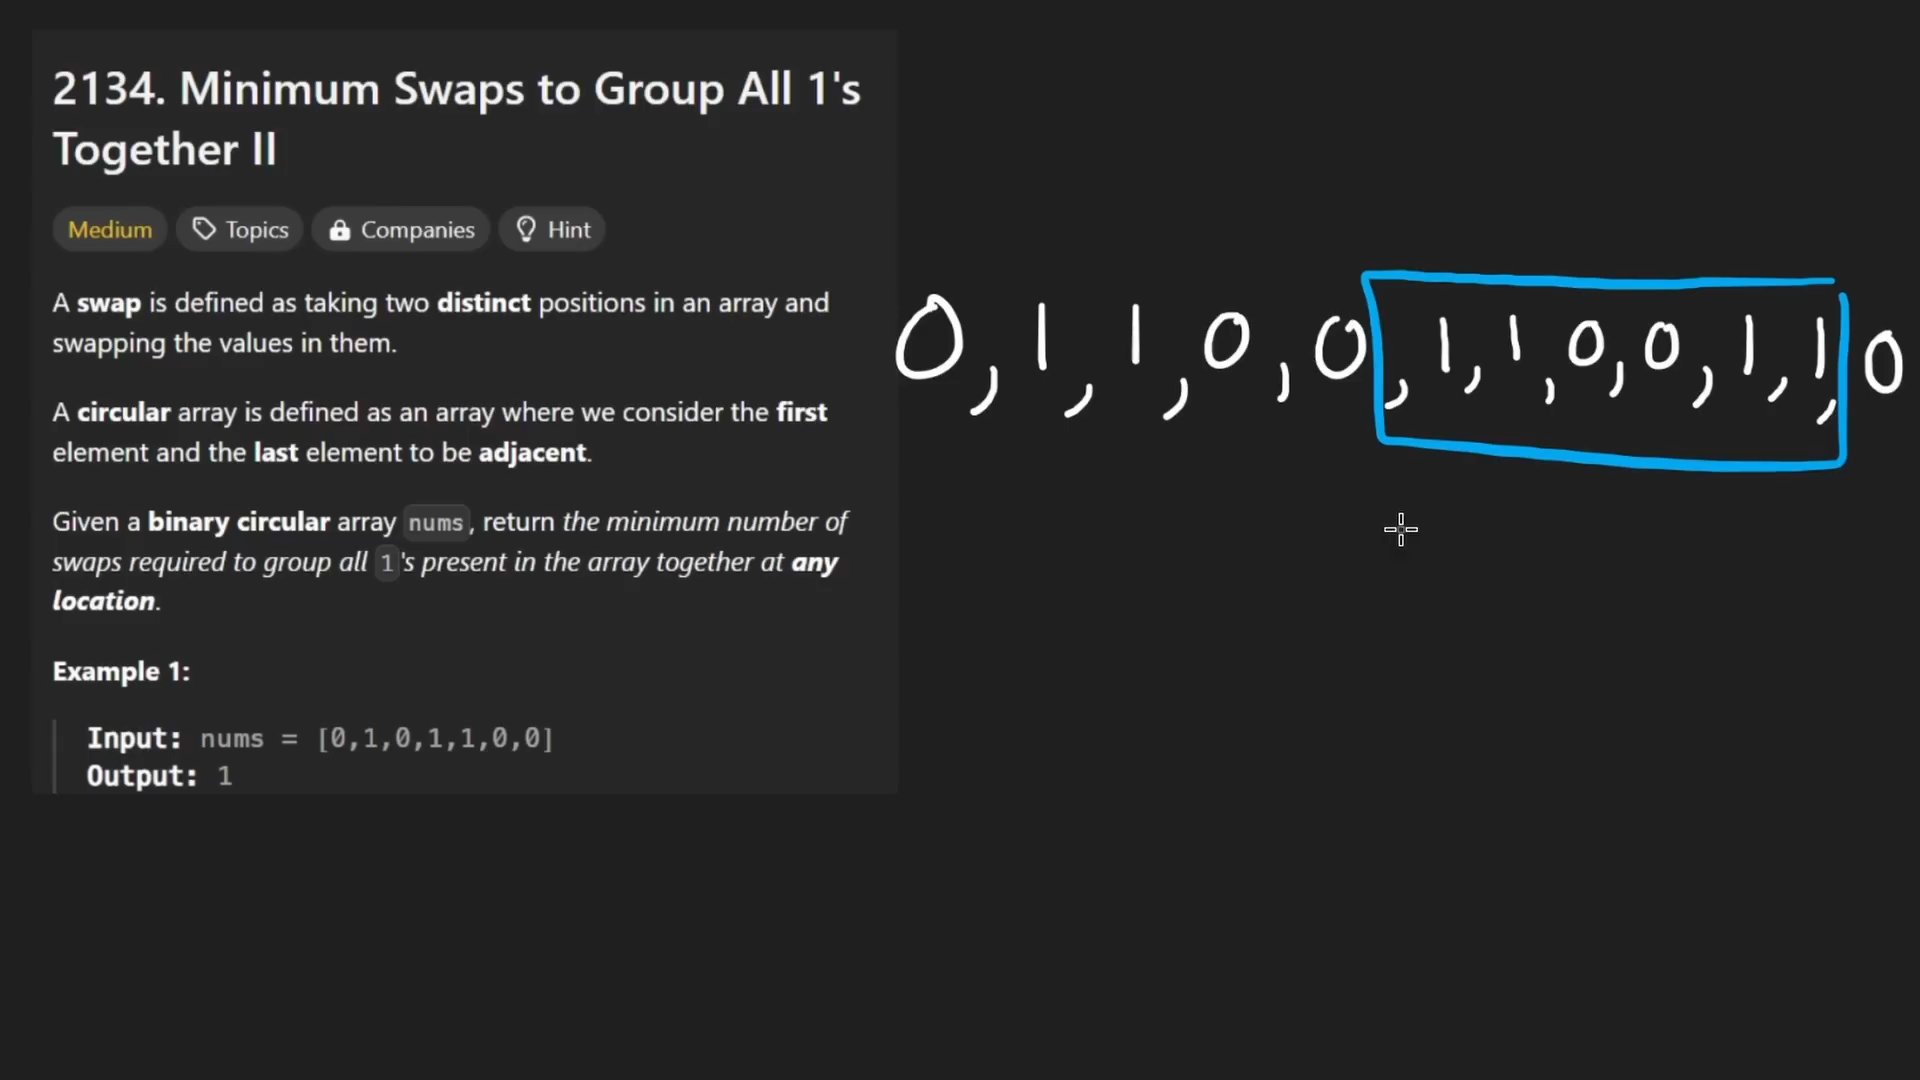 2134. Minimum Swaps to Group All 1's
Together II
Medium Topics Companies Hint
A swap is defined as taking two distinct positions in an array and
swapping the values in them.
A circular array is defined as an array where we consider the first
element and the last element to be adjacent.
Given a binary circular array nums, return the minimum number of
swaps required to group all 1's present in the array together at any
location.
Example 1:
Input: nums = [0,1,0,1,1,0,0]
Output: 1
0, 1, 1, 0, 0, 1, 1, 0, 0, 1, 1, 0